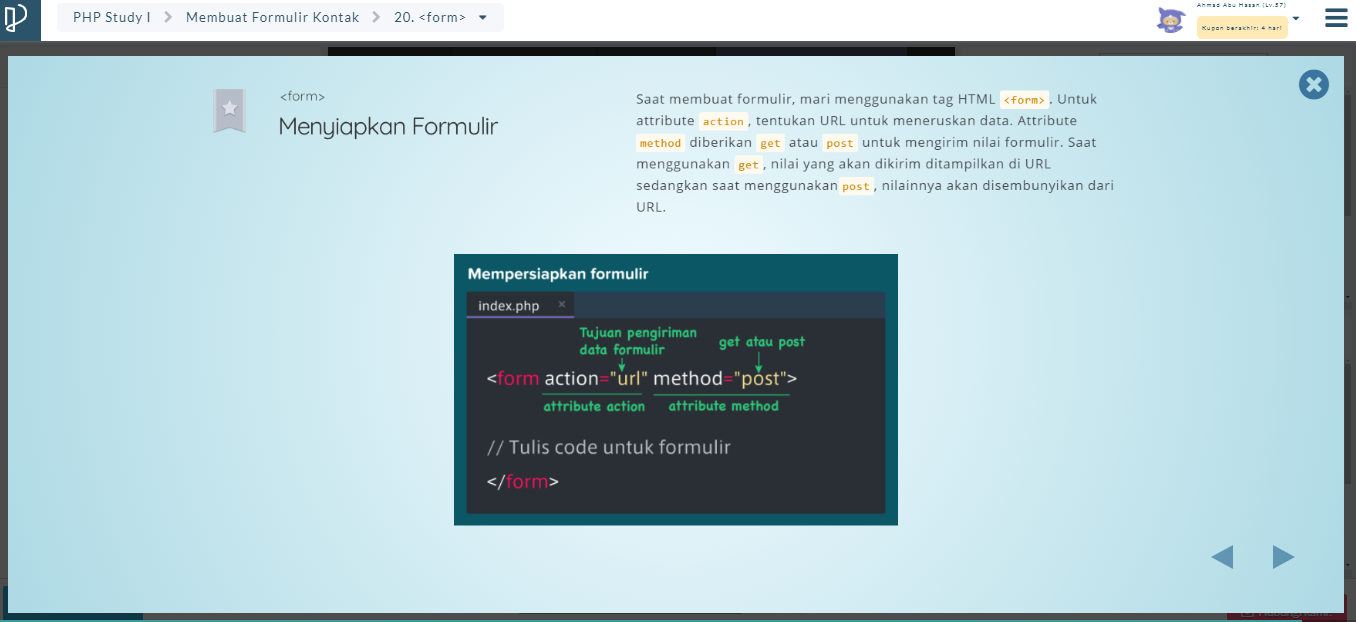 PHP Study I > Membuat Formulir Kontak > 20. <form>
Ahmad Abu Hasan (Lv.57)
Kupon berakhir: 4 hari
<form>
Menyiapkan Formulir
Saat membuat formulir, mari menggunakan tag HTML <form>. Untuk
attribute action, tentukan URL untuk meneruskan data. Attribute
method diberikan get atau post untuk mengirim nilai formulir. Saat
menggunakan get, nilai yang akan dikirim ditampilkan di URL
sedangkan saat menggunakan post, nilainnya akan disembunyikan dari
URL.
Mempersiapkan formulir
index.php ×
Tujuan pengiriman
data formulir
get atau post
<form action="url" method="post">
attribute action attribute method
// Tulis code untuk formulir
</form>